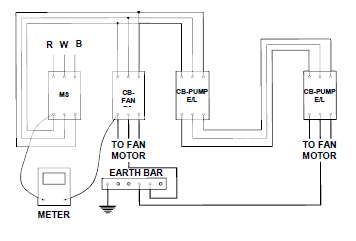 R W B
MS
CB-
FAN
CB-PUMP
E/L
CB-PUMP
E/L
TO FAN
MOTOR
TO FAN
MOTOR
EARTH BAR
METER